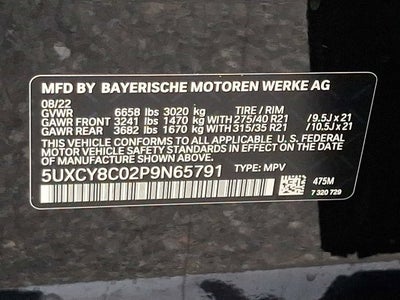 MFD BY BAYERISCHE MOTOREN WERKE AG
08/22
GVWR 6658 lbs 3020 kg TIRE / RIM
GAWR FRONT 3241 lbs 1470 kg WITH 275/40 R21 / 9.5J x 21
GAWR REAR 3682 lbs 1670 kg WITH 315/35 R21 / 10.5J x 21
THIS VEHICLE CONFORMS TO ALL APPLICABLE U.S. FEDERAL
MOTOR VEHICLE SAFETY STANDARDS IN EFFECT ON THE DATE
OF MANUFACTURE SHOWN ABOVE.
5UXCY8C02P9N65791 TYPE: MPV
475M
7 320 729